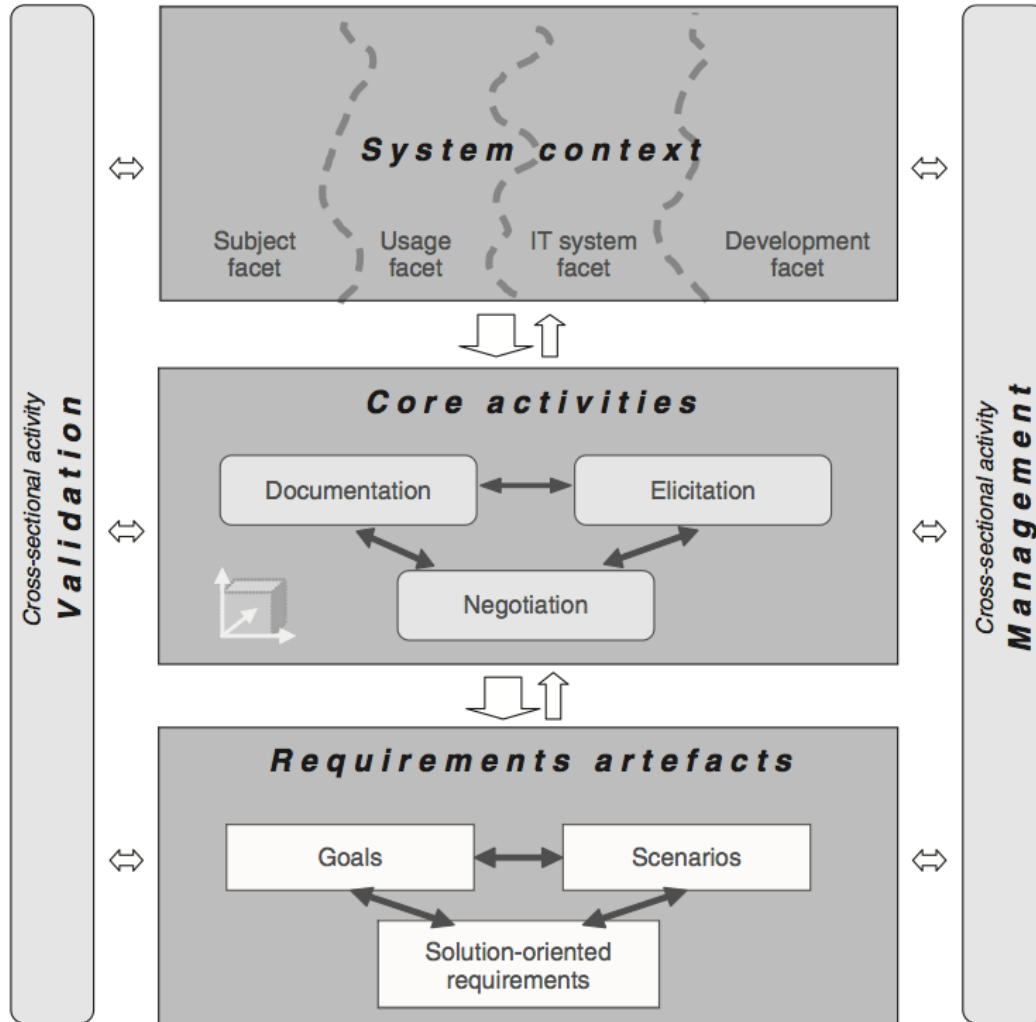 System context
Subject
facet
Usage
facet
IT system
facet
Development
facet
Cross-sectional activity
Validation
Core activities
Documentation
Elicitation
Negotiation
Cross-sectional activity
Management
Requirements artefacts
Goals
Scenarios
Solution-oriented
requirements